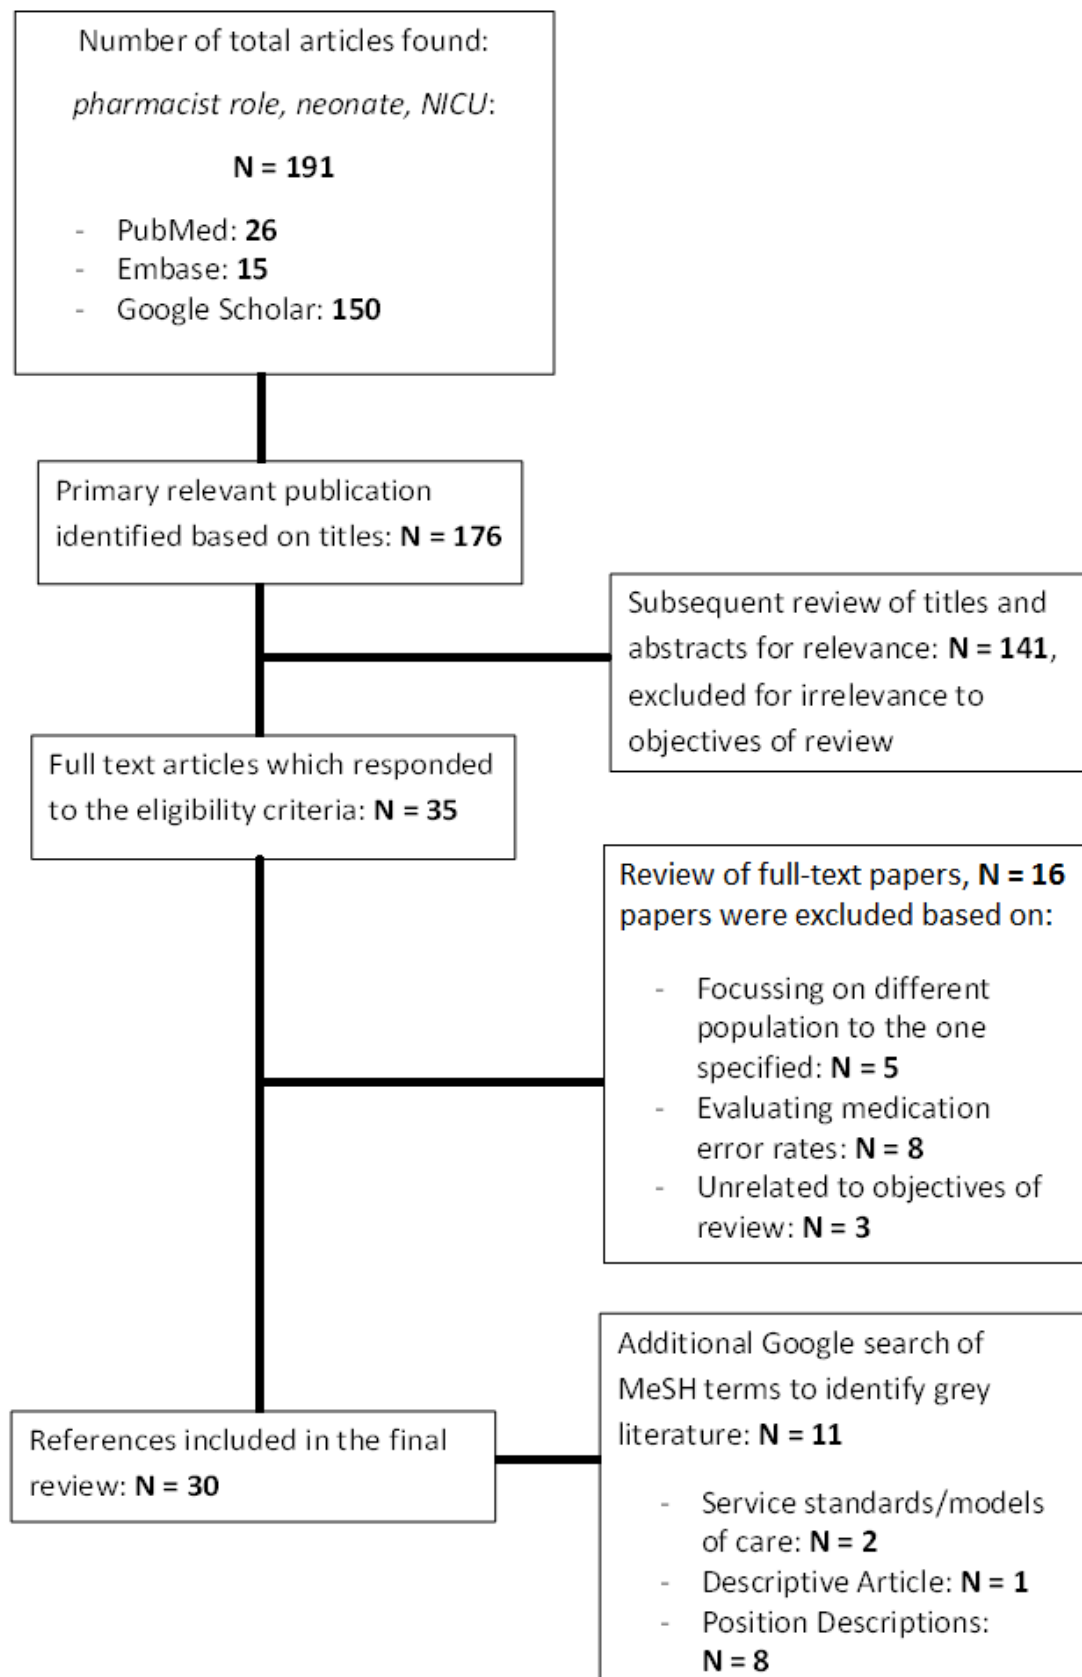 Number of total articles found:
pharmacist role, neonate, NICU:
N = 191
- PubMed: 26
- Embase: 15
- Google Scholar: 150
Primary relevant publication
identified based on titles: N = 176
Subsequent review of titles and
abstracts for relevance: N = 141,
excluded for irrelevance to
objectives of review
Full text articles which responded
to the eligibility criteria: N = 35
Review of full-text papers, N = 16
papers were excluded based on:
- Focussing on different
population to the one
specified: N = 5
- Evaluating medication
error rates: N = 8
- Unrelated to objectives of
review: N = 3
Additional Google search of
MeSH terms to identify grey
literature: N = 11
- Service standards/models
of care: N = 2
- Descriptive Article: N = 1
- Position Descriptions:
N = 8
References included in the final
review: N = 30